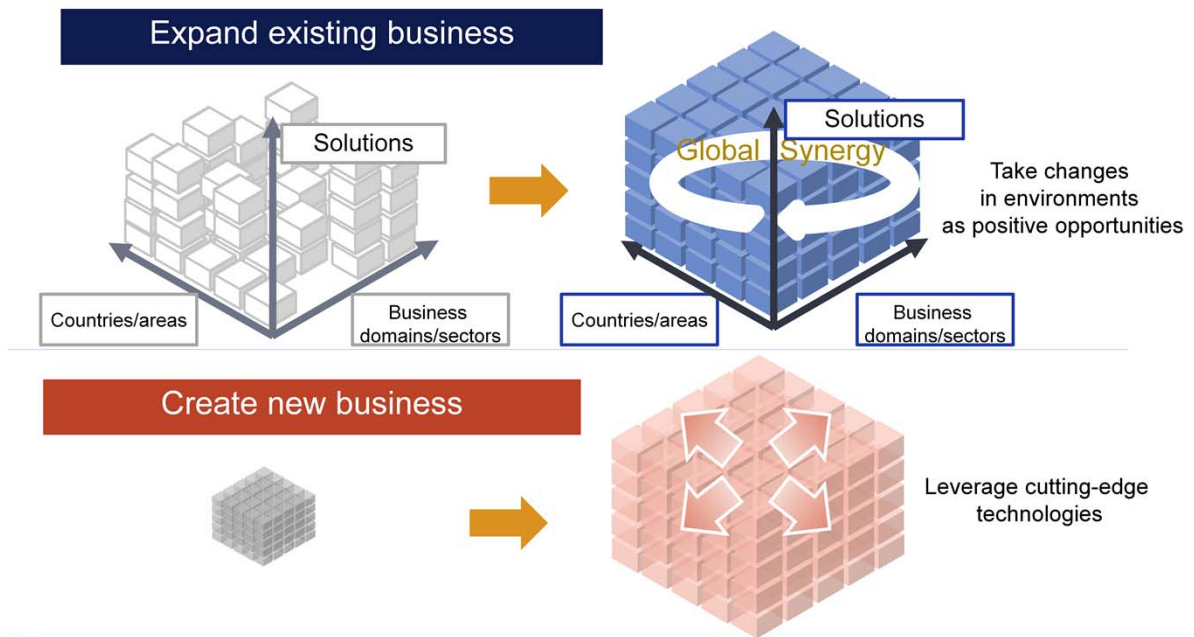 Expand existing business
Solutions
Countries/areas
Business
domains/sectors
Global Synergy
Solutions
Countries/areas
Business
domains/sectors
Take changes
in environments
as positive opportunities
Create new business
Leverage cutting-edge
technologies